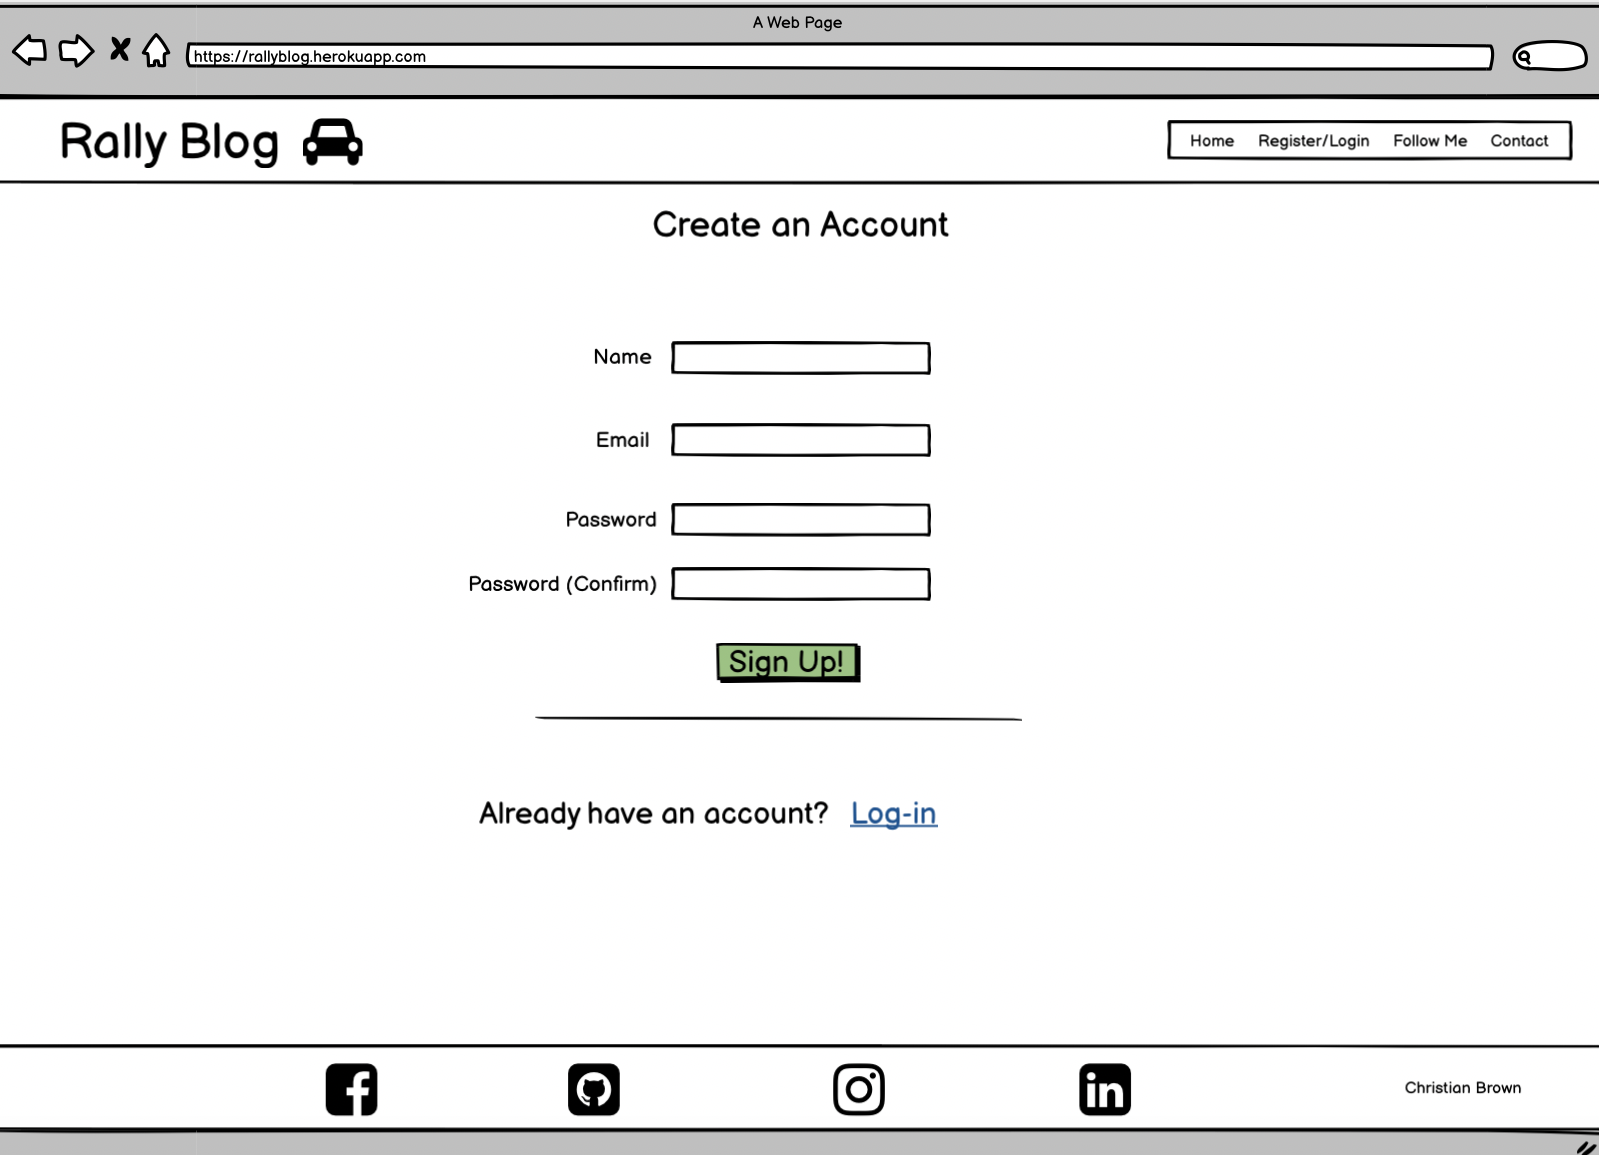 A Web Page
https://rallyblog.herokuapp.com
Rally Blog
Home Register/Login Follow Me Contact
Create an Account
Name
Email
Password
Password (Confirm)
Sign Up!
Already have an account? Log-in
Christian Brown